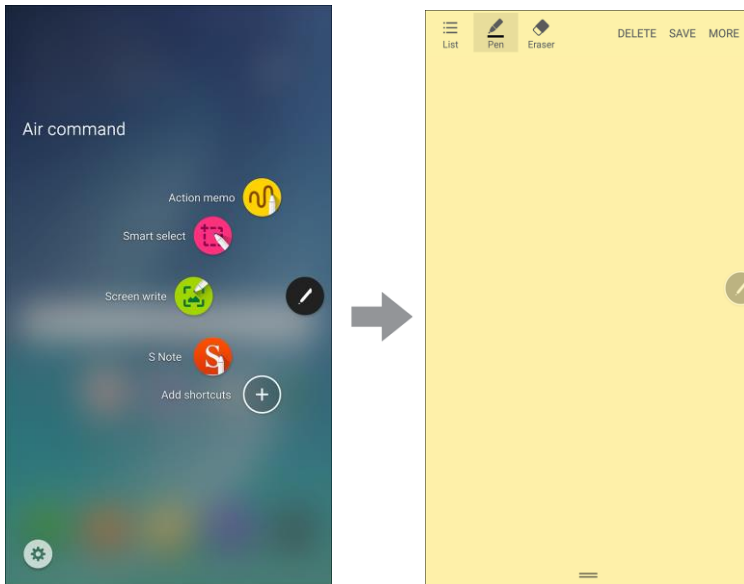 Air command
Action memo
Smart select
Screen write
S Note
Add shortcuts
List Pen Eraser DELETE SAVE MORE